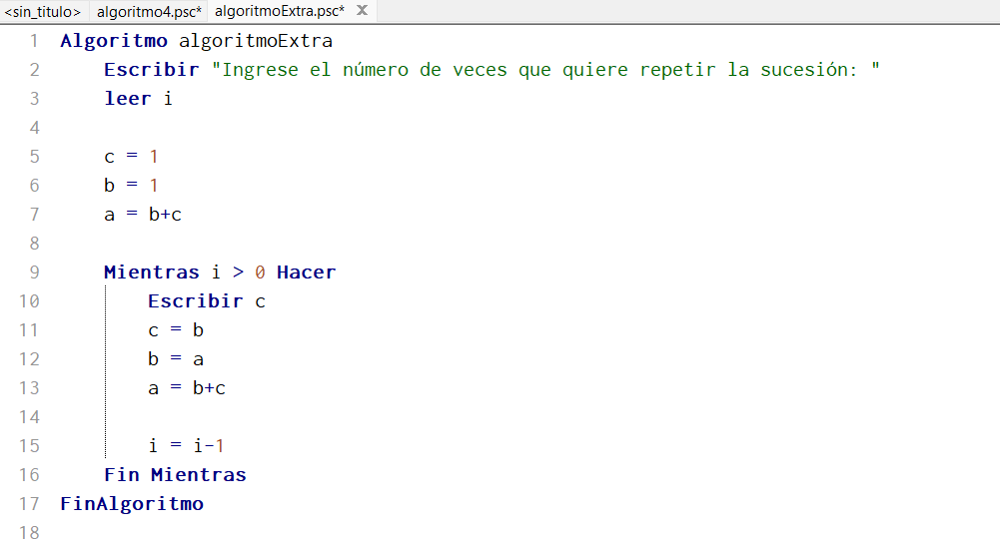 <sin_titulo> algoritmo4.psc* algoritmoExtra.psc* X
1 Algoritmo algoritmoExtra
2 Escribir "Ingrese el número de veces que quiere repetir la sucesión: "
3 leer i
4
5 c = 1
6 b = 1
7 a = b+c
8
9 Mientras i > 0 Hacer
10 Escribir c
11 c = b
12 b = a
13 a = b+c
14
15 i = i-1
16 Fin Mientras
17 FinAlgoritmo
18